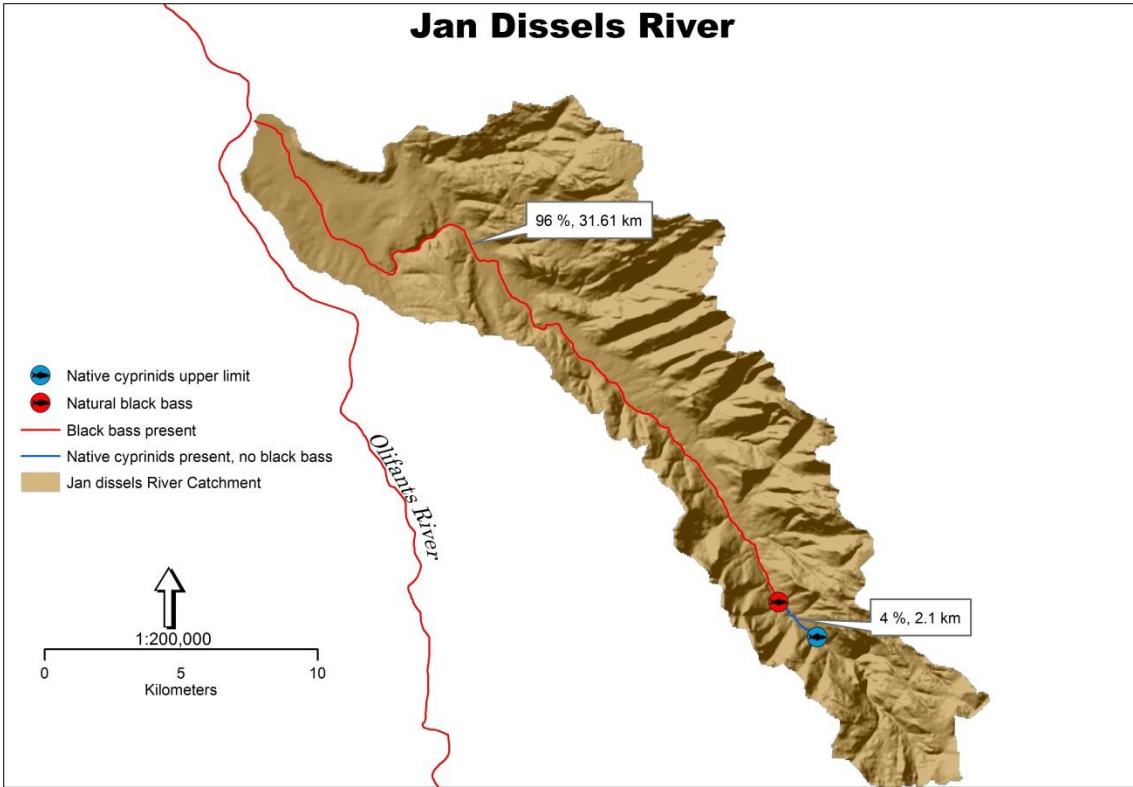 Jan Dissels River
96 %, 31.61 km
Native cyprinids upper limit
Natural black bass
Black bass present
Native cyprinids present, no black bass
Jan dissels River Catchment
Olifants River
4 %, 2.1 km
1:200,000
0 5 10
Kilometers